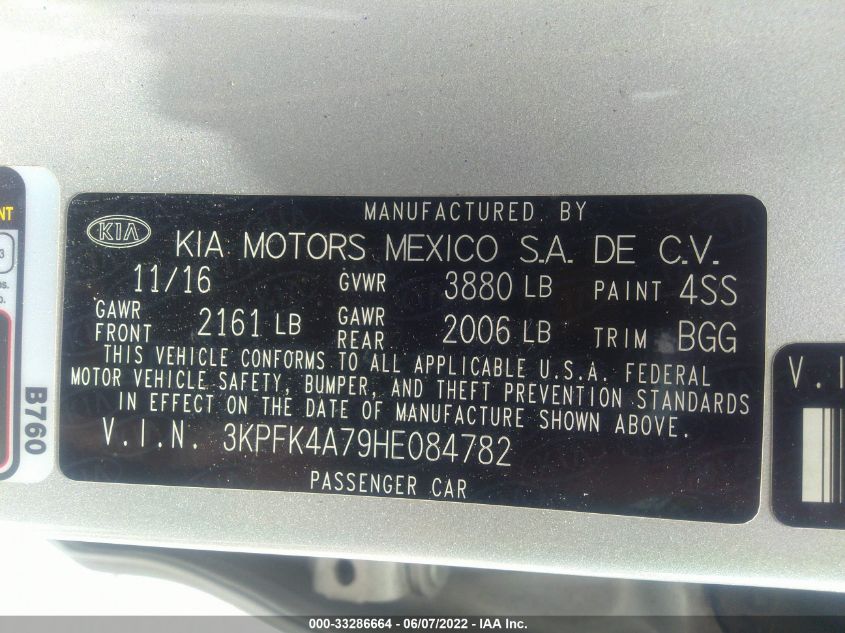 MANUFACTURED BY
KIA
KIA MOTORS MEXICO S.A. DE C.V.
11/16 GVWR 3880 LB PAINT 4SS
GAWR FRONT 2161 LB GAWR REAR 2006 LB TRIM BGG
THIS VEHICLE CONFORMS TO ALL APPLICABLE U.S.A. FEDERAL
MOTOR VEHICLE SAFETY, BUMPER, AND THEFT PREVENTION STANDARDS
IN EFFECT ON THE DATE OF MANUFACTURE SHOWN ABOVE.
V.I.N. 3KPFK4A79HE084782
PASSENGER CAR
NT
3
B760
V.I
000-33286664 - 06/07/2022 - IAA Inc.